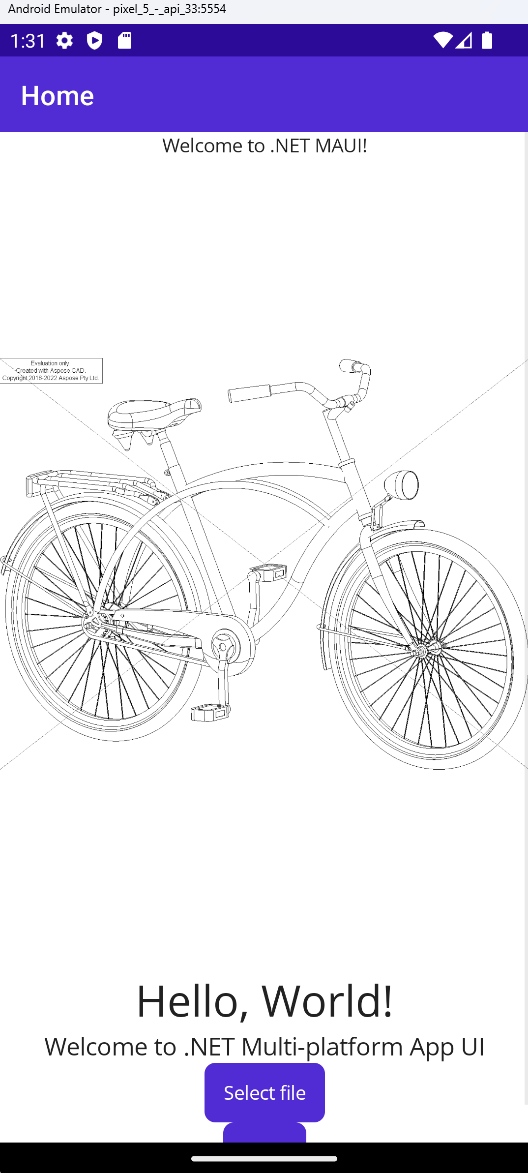 Android Emulator - pixel_5_-_api_33:5554
1:31
Home
Welcome to .NET MAUI!
Evaluation only.
Created with Aspose.CAD.
Copyright 2018-2022 Aspose Pty Ltd.
Hello, World!
Welcome to .NET Multi-platform App UI
Select file